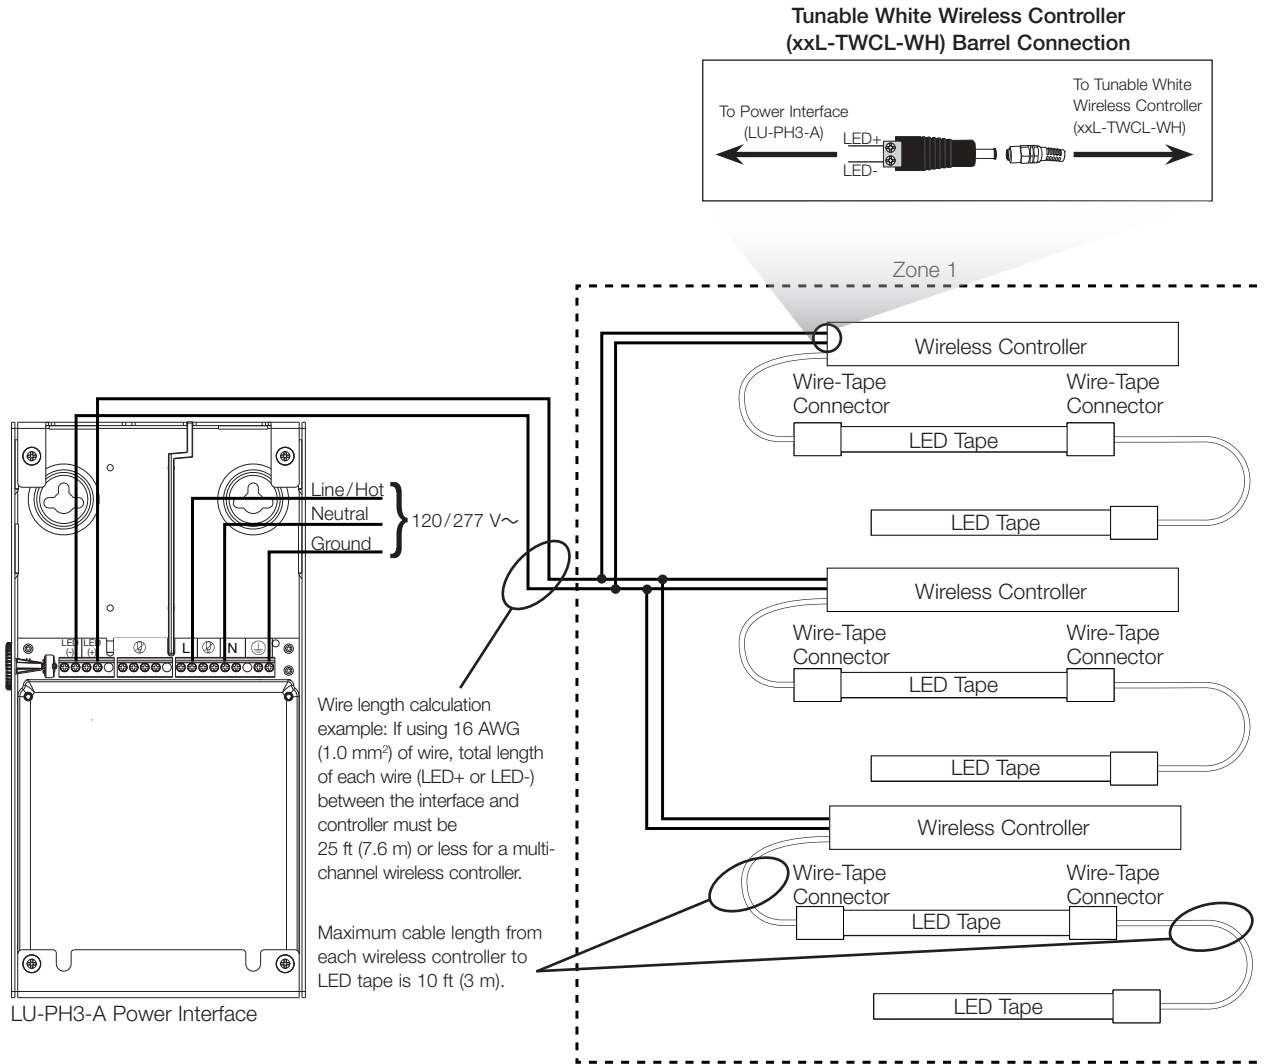 Tunable White Wireless Controller
(xxL-TWCL-WH) Barrel Connection
To Power Interface
(LU-PH3-A)
LED+
LED-
To Tunable White
Wireless Controller
(xxL-TWCL-WH)
Zone 1
Wireless Controller
Wire-Tape
Connector
Wire-Tape
Connector
LED Tape
LED Tape
Line/Hot
Neutral
Ground
120/277 V~
Wireless Controller
Wire-Tape
Connector
Wire-Tape
Connector
LED Tape
LED Tape
LED
(-)
LED
(+)
L
N
Wire length calculation
example: If using 16 AWG
(1.0 mm²) of wire, total length
of each wire (LED+ or LED-)
between the interface and
controller must be
25 ft (7.6 m) or less for a multi-
channel wireless controller.
Maximum cable length from
each wireless controller to
LED tape is 10 ft (3 m).
Wireless Controller
Wire-Tape
Connector
Wire-Tape
Connector
LED Tape
LED Tape
LU-PH3-A Power Interface